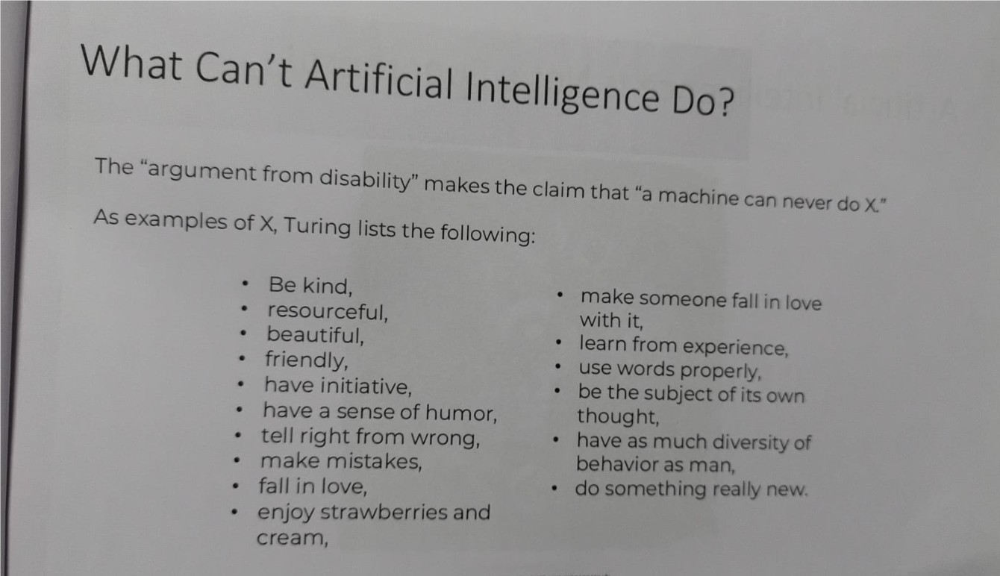 What Can't Artificial Intelligence Do?
The “argument from disability” makes the claim that “a machine can never do X.”
As examples of X, Turing lists the following:
• Be kind,
• resourceful,
• beautiful,
• friendly,
• have initiative,
• have a sense of humor,
• tell right from wrong,
• make mistakes,
• fall in love,
• enjoy strawberries and
cream,
• make someone fall in love
with it,
• learn from experience,
• use words properly,
• be the subject of its own
thought,
• have as much diversity of
behavior as man,
• do something really new.